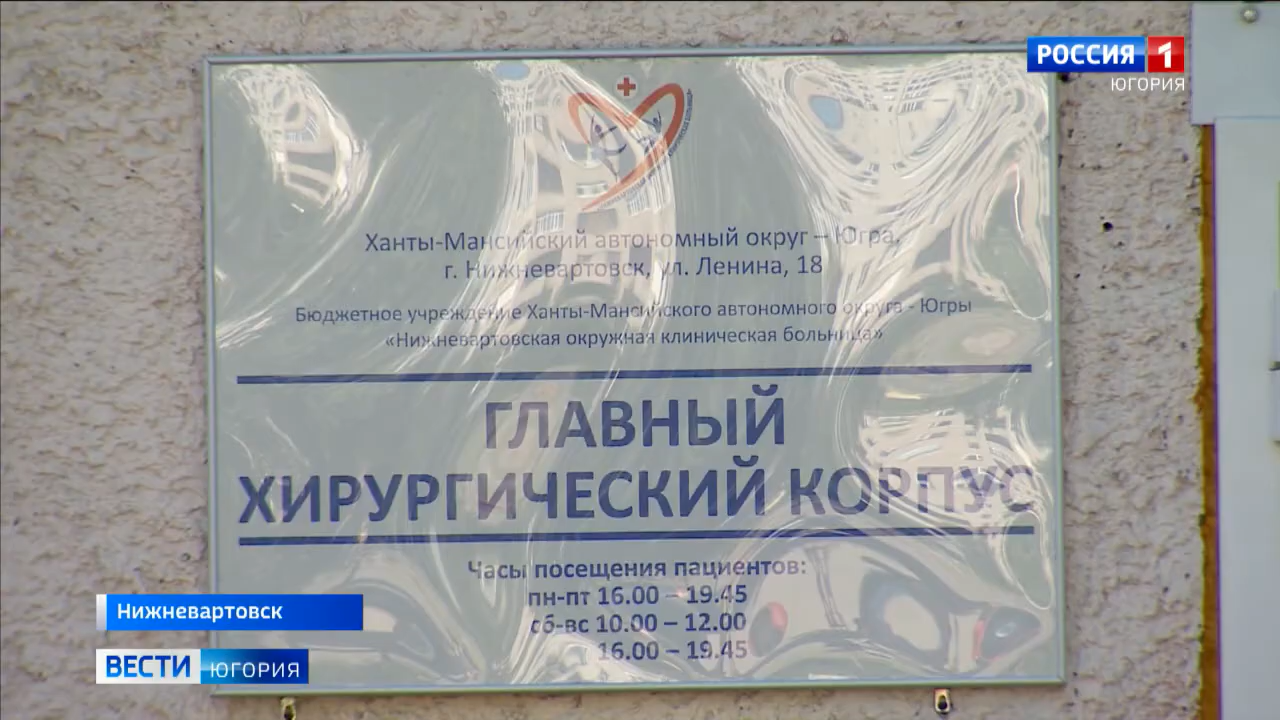 РОССИЯ 1
ЮГОРИЯ
Ханты-Мансийский автономный округ – Югра,
г. Нижневартовск, ул. Ленина, 18
Бюджетное учреждение Ханты-Мансийского автономного округа - Югры
«Нижневартовская окружная клиническая больница»
ГЛАВНЫЙ
ХИРУРГИЧЕСКИЙ КОРПУС
Часы посещения пациентов:
пн-пт 16.00 – 19.45
сб-вс 10.00 – 12.00
16.00 – 19.45
Нижневартовск
ВЕСТИ ЮГОРИЯ